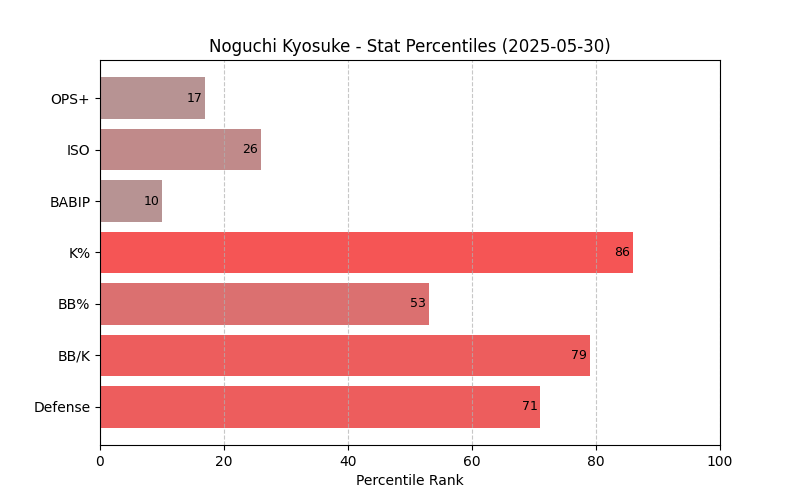 Noguchi Kyosuke - Stat Percentiles (2025-05-30)
OPS+ 17
ISO 26
BABIP 10
K% 86
BB% 53
BB/K 79
Defense 71
0 20 40 60 80 100
Percentile Rank